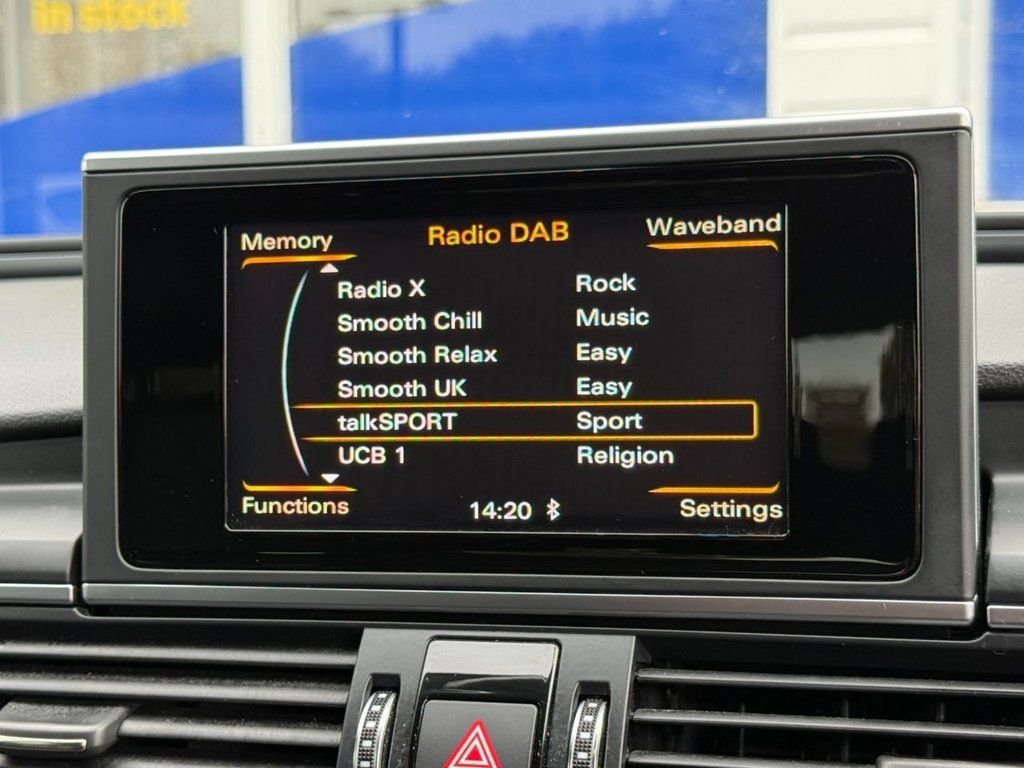 in stock
Memory
Radio DAB
Waveband
Radio X Rock
Smooth Chill Music
Smooth Relax Easy
Smooth UK Easy
talkSPORT Sport
UCB 1 Religion
Functions
14:20
Settings